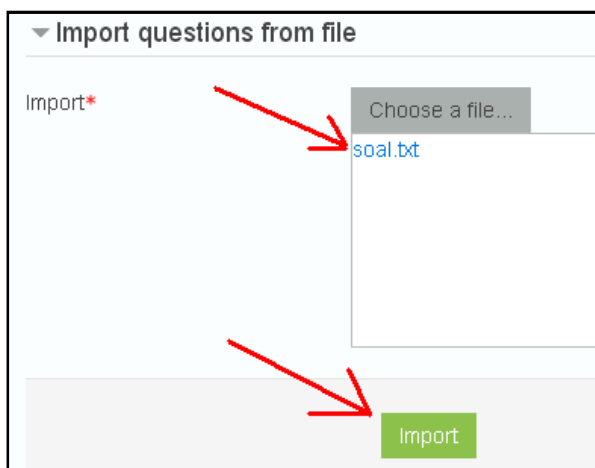 Import questions from file
Import*
Choose a file...
soal.txt
Import